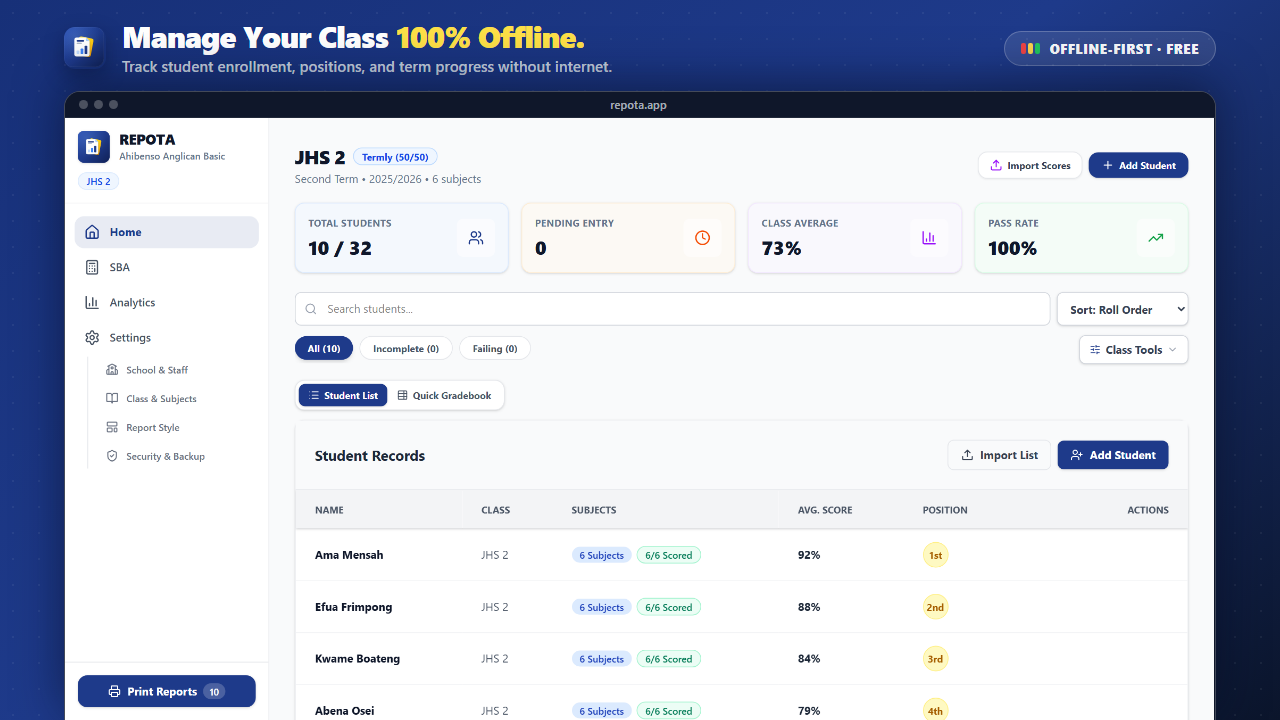 Manage Your Class 100% Offline.
Track student enrollment, positions, and term progress without internet.
OFFLINE-FIRST • FREE
repota.app
REPOTA
Ahibenso Anglican Basic
JHS 2
Home
SBA
Analytics
Settings
School & Staff
Class & Subjects
Report Style
Security & Backup
Print Reports 10
JHS 2 Termly (50/50)
Second Term • 2025/2026 • 6 subjects
Import Scores
Add Student
TOTAL STUDENTS
10 / 32
PENDING ENTRY
0
CLASS AVERAGE
73%
PASS RATE
100%
Search students...
Sort: Roll Order
All (10) Incomplete (0) Failing (0)
Class Tools
Student List Quick Gradebook
Student Records
Import List
Add Student
NAME CLASS SUBJECTS AVG. SCORE POSITION ACTIONS
Ama Mensah JHS 2 6 Subjects 6/6 Scored 92% 1st
Efua Frimpong JHS 2 6 Subjects 6/6 Scored 88% 2nd
Kwame Boateng JHS 2 6 Subjects 6/6 Scored 84% 3rd
Abena Osei JHS 2 6 Subjects 6/6 Scored 79% 4th